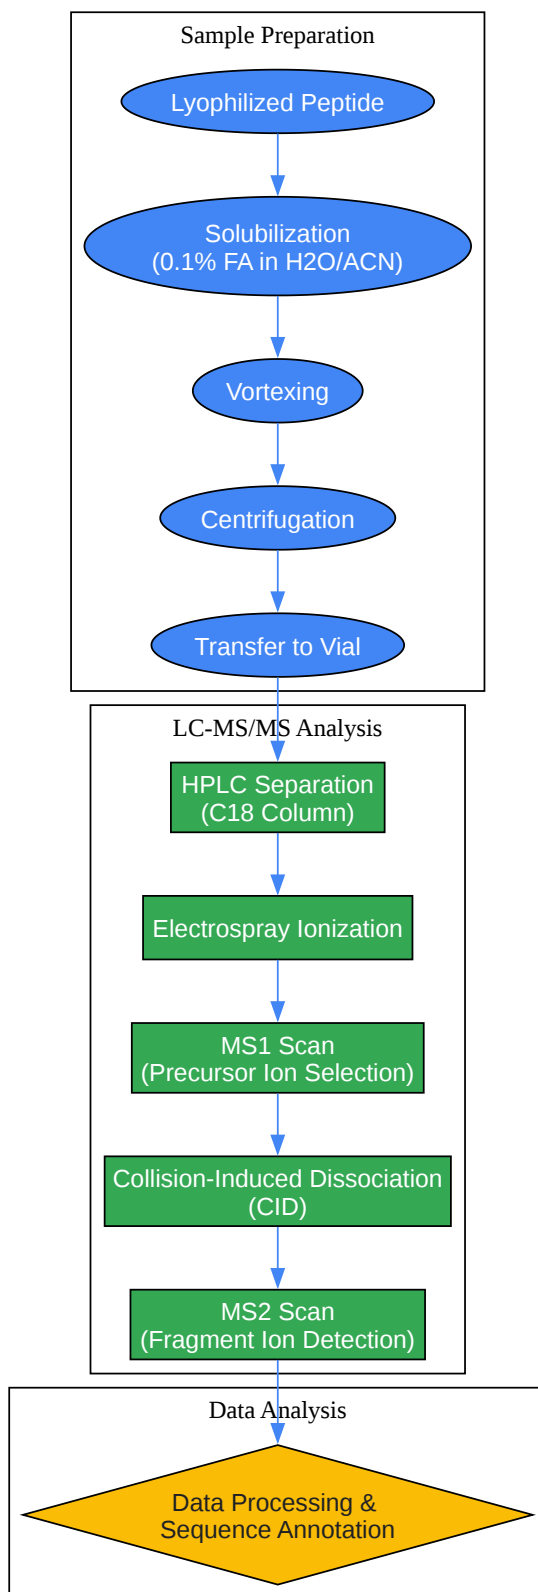 Sample Preparation
Lyophilized Peptide
Solubilization
(0.1% FA in H2O/ACN)
Vortexing
Centrifugation
Transfer to Vial
LC-MS/MS Analysis
HPLC Separation
(C18 Column)
Electrospray Ionization
MS1 Scan
(Precursor Ion Selection)
Collision-Induced Dissociation
(CID)
MS2 Scan
(Fragment Ion Detection)
Data Analysis
Data Processing &
Sequence Annotation